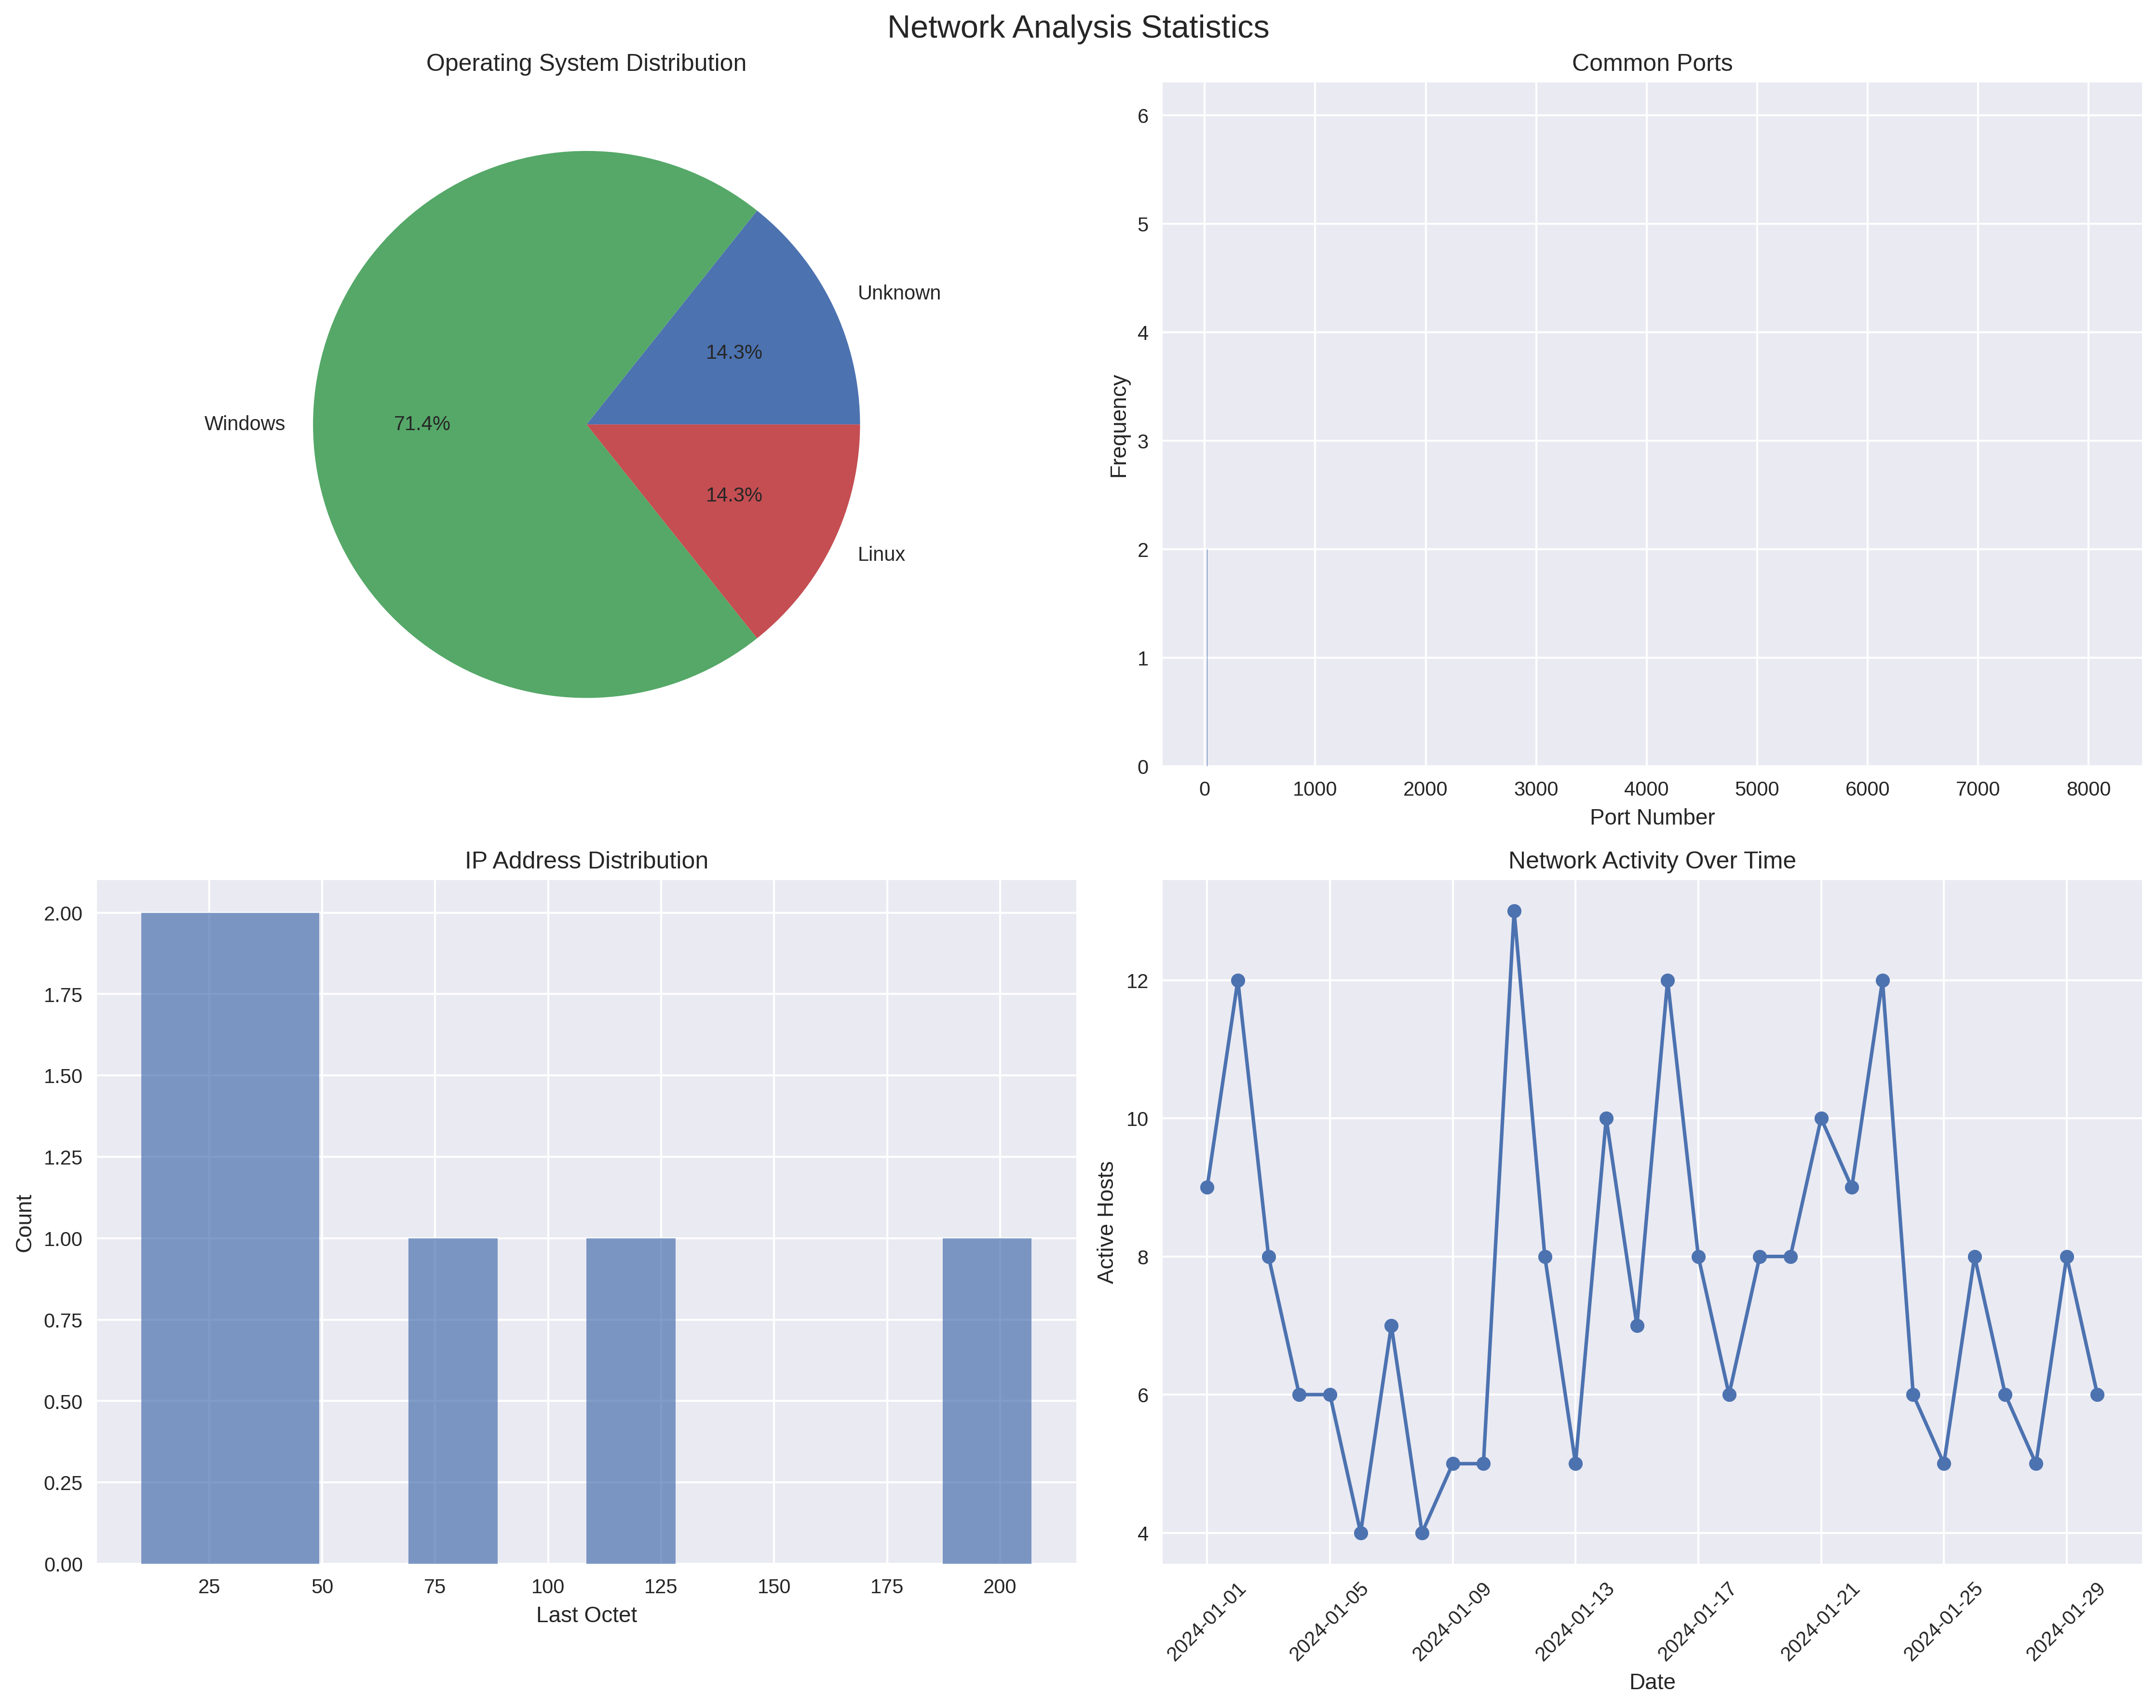 Network Analysis Statistics
Operating System Distribution
Unknown
14.3%
Windows
71.4%
14.3%
Linux
Common Ports
6
5
4
3
2
1
0
Frequency
0 1000 2000 3000 4000 5000 6000 7000 8000
Port Number
IP Address Distribution
2.00
1.75
1.50
1.25
1.00
0.75
0.50
0.25
0.00
Count
25 50 75 100 125 150 175 200
Last Octet
Network Activity Over Time
12
10
8
6
4
Active Hosts
2024-01-01 2024-01-05 2024-01-09 2024-01-13 2024-01-17 2024-01-21 2024-01-25 2024-01-29
Date